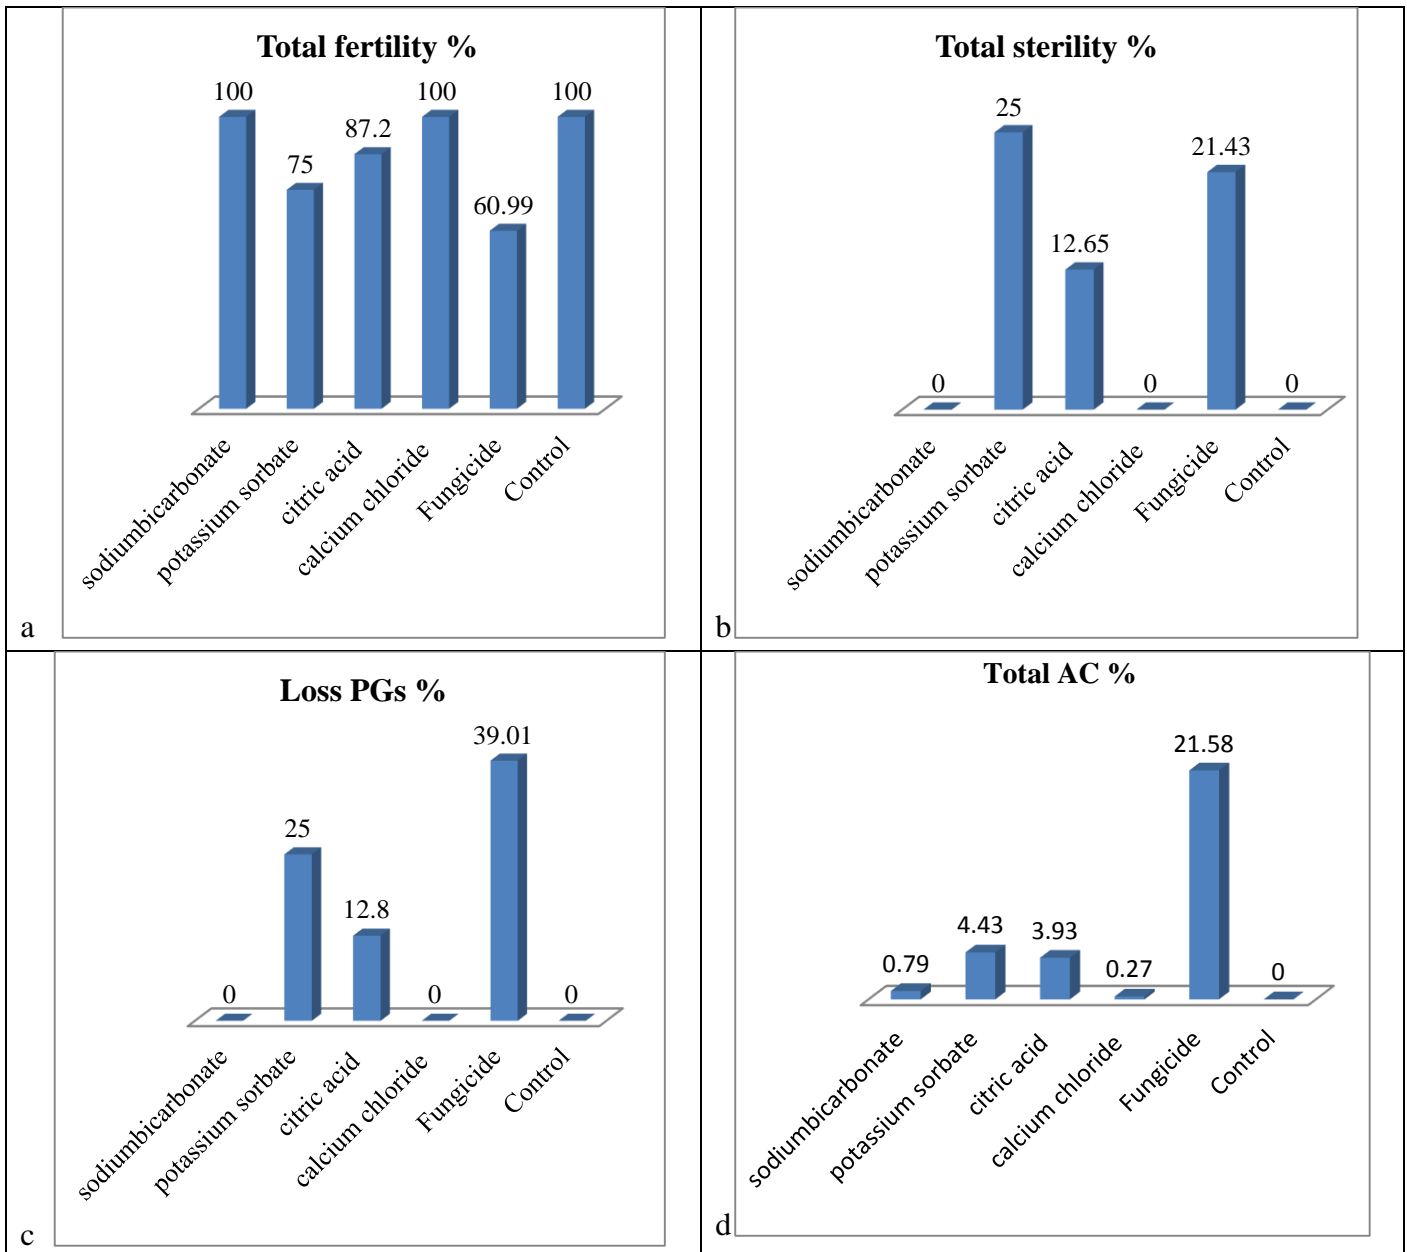 Total fertility %
100
75
87.2
100
60.99
100
sodiumbicarbonate
potassium sorbate
citric acid
calcium chloride
Fungicide
Control
a
Total sterility %
0
25
12.65
0
21.43
0
sodiumbicarbonate
potassium sorbate
citric acid
calcium chloride
Fungicide
Control
b
Loss PGs %
0
25
12.8
0
39.01
0
sodiumbicarbonate
potassium sorbate
citric acid
calcium chloride
Fungicide
Control
c
Total AC %
0.79
4.43
3.93
0.27
21.58
0
sodiumbicarbonate
potassium sorbate
citric acid
calcium chloride
Fungicide
Control
d